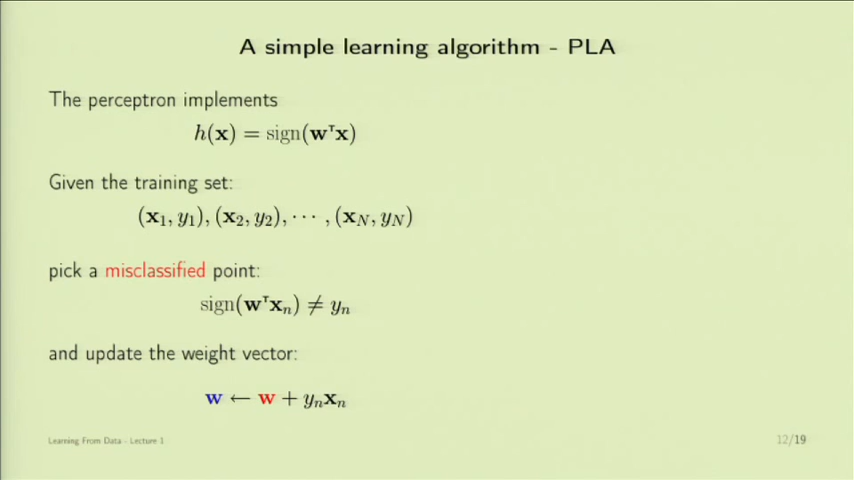 A simple learning algorithm - PLA
The perceptron implements
h(x) = sign(wᵀx)
Given the training set:
(x₁, y₁), (x₂, y₂), ⋯ , (x_N, y_N)
pick a misclassified point:
sign(wᵀxₙ) ≠ yₙ
and update the weight vector:
w ← w + yₙxₙ
Learning From Data - Lecture 1
12/19